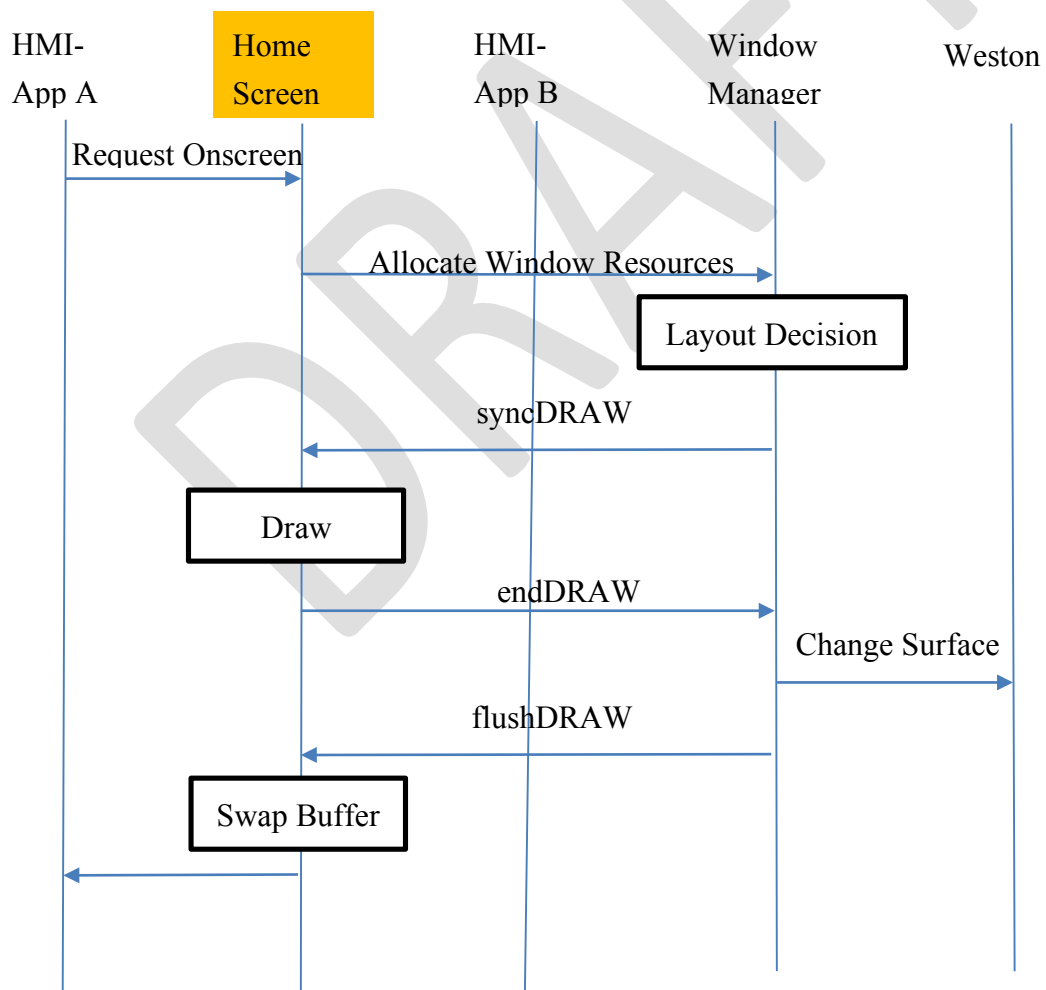 HMI-
App A
Home
Screen
HMI-
App B
Window
Manager
Weston
Request Onscreen
Allocate Window Resources
Layout Decision
syncDRAW
Draw
endDRAW
Change Surface
flushDRAW
Swap Buffer
DRAFT